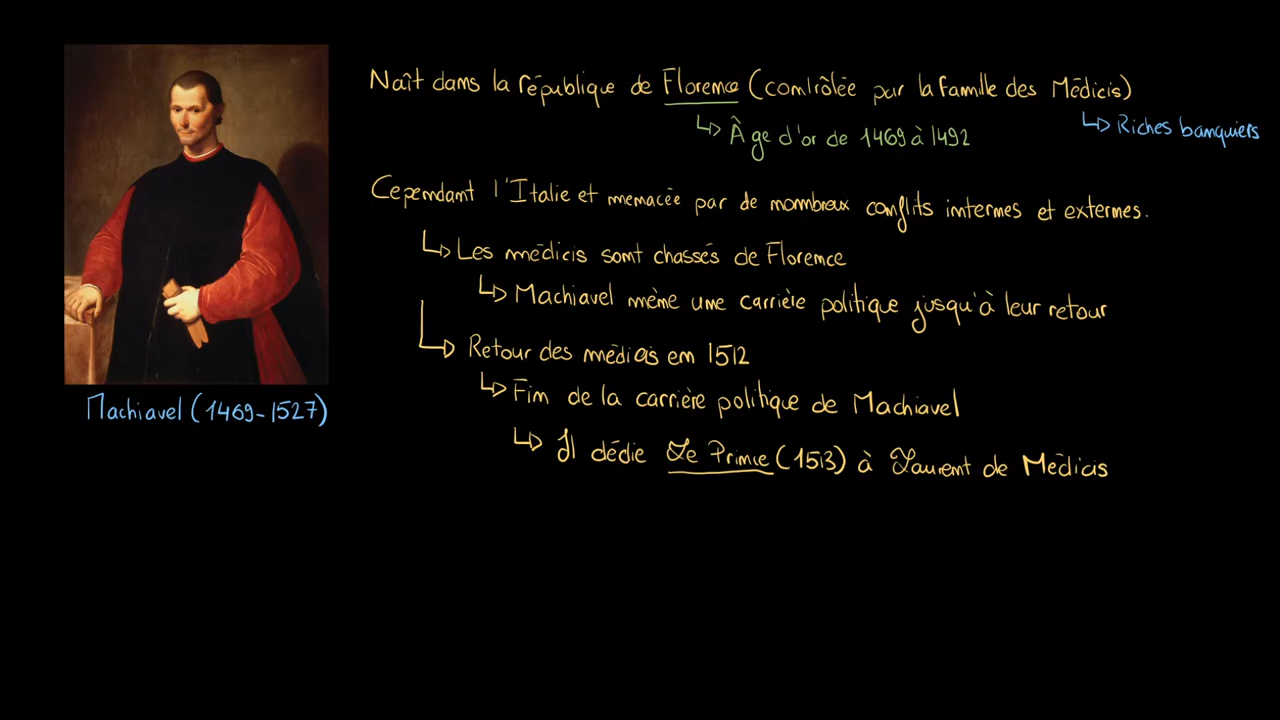 Naît dans la république de Florence (contrôlée par la famille des Médicis)
↳ Âge d'or de 1469 à 1492
↳ Riches banquiers
Cependant l'Italie et menacée par de nombreux conflits internes et externes.
↳ Les médicis sont chassés de Florence
↳ Machiavel mène une carrière politique jusqu'à leur retour
↳ Retour des médicis en 1512
↳ Fin de la carrière politique de Machiavel
↳ Il dédie Le Prince (1513) à Laurent de Médicis
Machiavel (1469-1527)